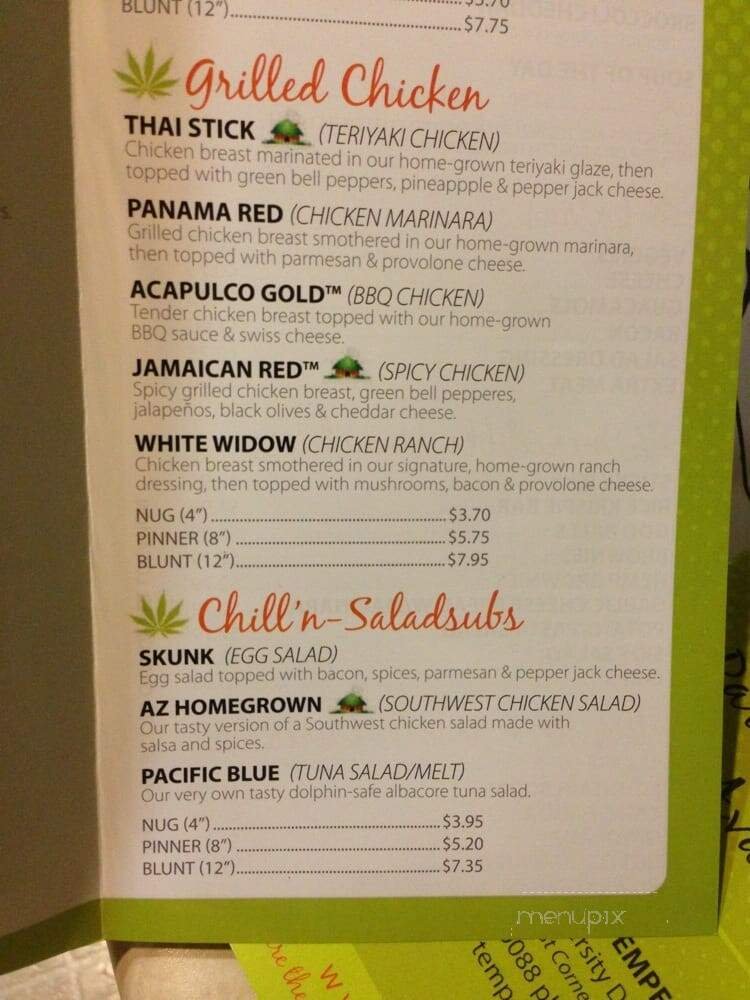 BLUNT (12")
$7.75
Grilled Chicken
THAI STICK (TERIYAKI CHICKEN)
Chicken breast marinated in our home-grown teriyaki glaze, then
topped with green bell peppers, pineappple & pepper jack cheese.
PANAMA RED (CHICKEN MARINARA)
Grilled chicken breast smothered in our home-grown marinara,
then topped with parmesan & provolone cheese.
ACAPULCO GOLD™ (BBQ CHICKEN)
Tender chicken breast topped with our home-grown
BBQ sauce & swiss cheese.
JAMAICAN RED™ (SPICY CHICKEN)
Spicy grilled chicken breast, green bell pepperes,
jalapeños, black olives & cheddar cheese.
WHITE WIDOW (CHICKEN RANCH)
Chicken breast smothered in our signature, home-grown ranch
dressing, then topped with mushrooms, bacon & provolone cheese.
NUG (4") $3.70
PINNER (8") $5.75
BLUNT (12") $7.95
Chill'n-Saladsubs
SKUNK (EGG SALAD)
Egg salad topped with bacon, spices, parmesan & pepper jack cheese.
AZ HOMEGROWN (SOUTHWEST CHICKEN SALAD)
Our tasty version of a Southwest chicken salad made with
salsa and spices.
PACIFIC BLUE (TUNA SALAD/MELT)
Our very own tasty dolphin-safe albacore tuna salad.
NUG (4") $3.95
PINNER (8") $5.20
BLUNT (12") $7.35
menupix